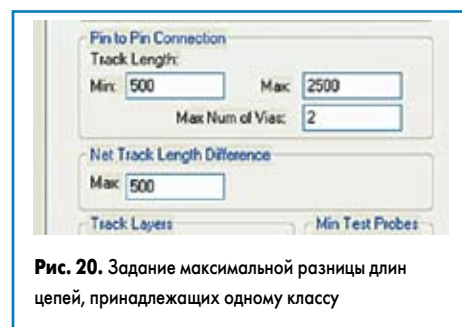 Pin to Pin Connection
Track Length:
Min: 500 Max: 2500
Max Num of Vias: 2
Net Track Length Difference
Max: 500
Track Layers Min Test Probes
Рис. 20. Задание максимальной разницы длин
цепей, принадлежащих одному классу